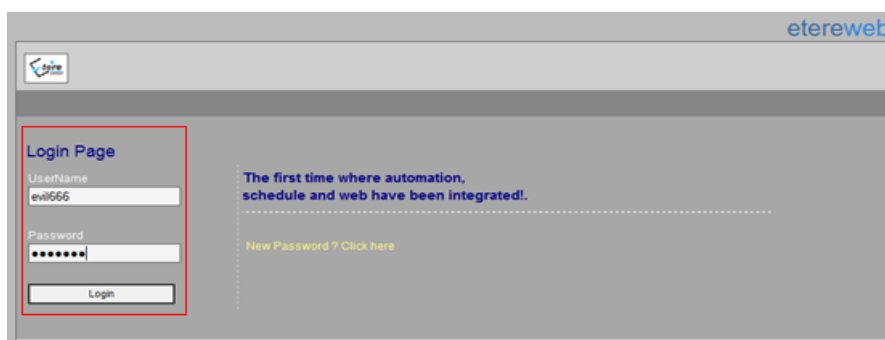 etereweb
Etere
Login Page
UserName
evil666
Password
•••••••
Login
The first time where automation,
schedule and web have been integrated!.
New Password ? Click here